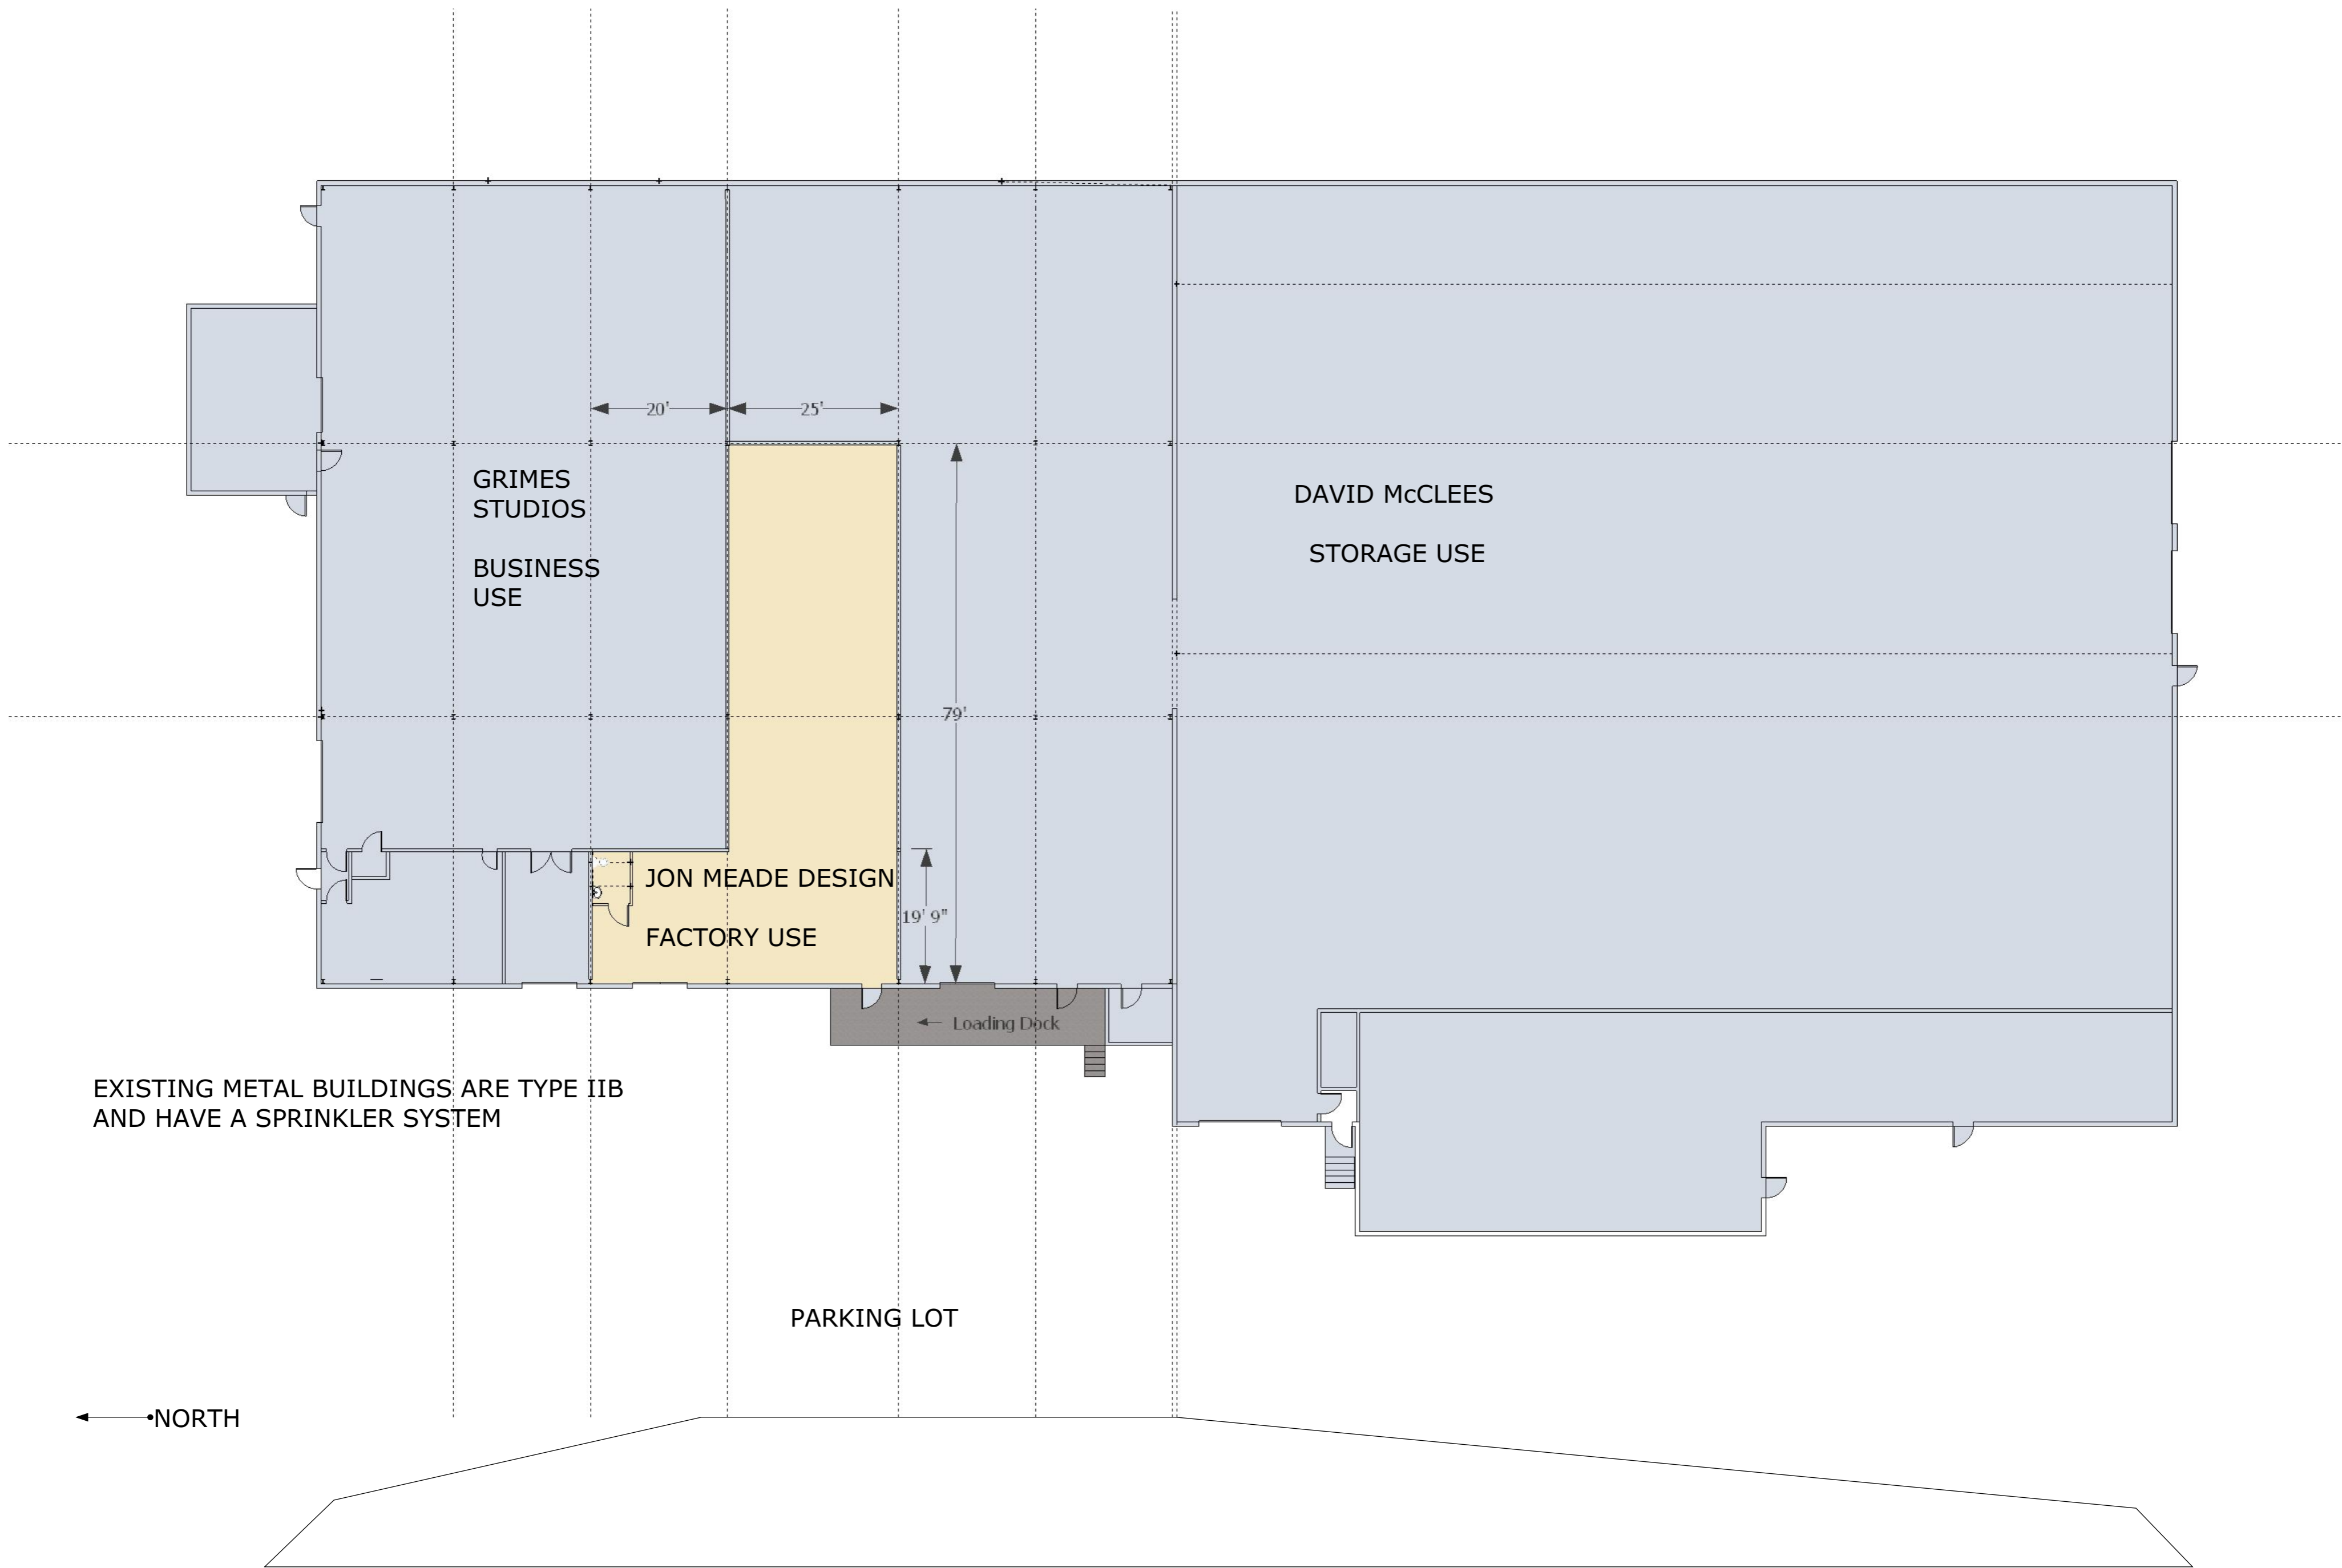 20'
25'
GRIMES
STUDIOS
BUSINESS
USE
DAVID McCLEES
STORAGE USE
79'
JON MEADE DESIGN
19' 9"
FACTORY USE
Loading Dock
EXISTING METAL BUILDINGS ARE TYPE IIB
AND HAVE A SPRINKLER SYSTEM
PARKING LOT
NORTH